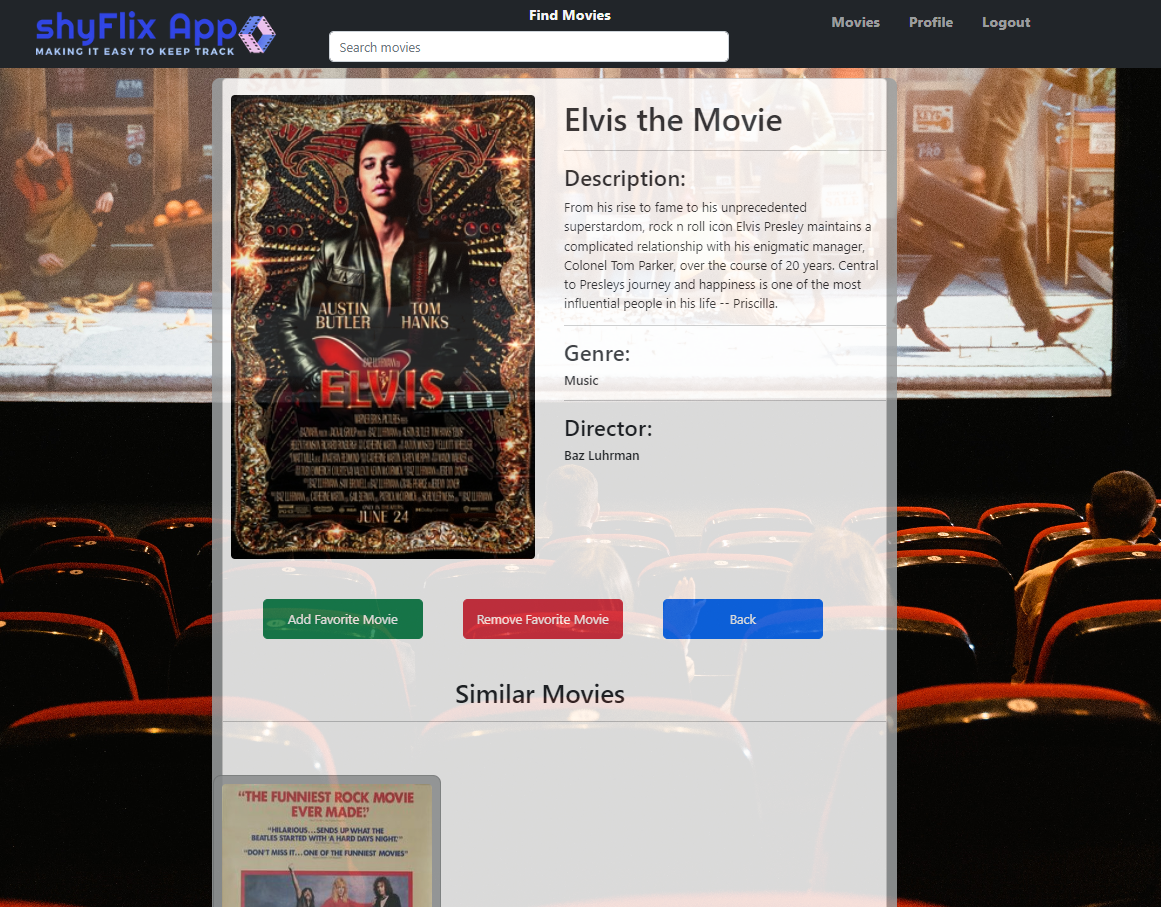 shyFlix App
MAKING IT EASY TO KEEP TRACK
Find Movies
Search movies
Movies
Profile
Logout
ATM
Elvis the Movie
Description:
From his rise to fame to his unprecedented
superstardom, rock n roll icon Elvis Presley maintains a
complicated relationship with his enigmatic manager,
Colonel Tom Parker, over the course of 20 years. Central
to Presleys journey and happiness is one of the most
influential people in his life -- Priscilla.
Genre:
Music
Director:
Baz Luhrman
AUSTIN BUTLER
TOM HANKS
ELVIS
JUNE 24
Add Favorite Movie
Remove Favorite Movie
Back
Similar Movies
"THE FUNNIEST ROCK MOVIE
EVER MADE."
"HILARIOUS...SENDS UP WHAT THE
BEATLES STARTED WITH 'A HARD DAYS NIGHT.'"
"DON'T MISS IT...ONE OF THE FUNNIEST MOVIES"